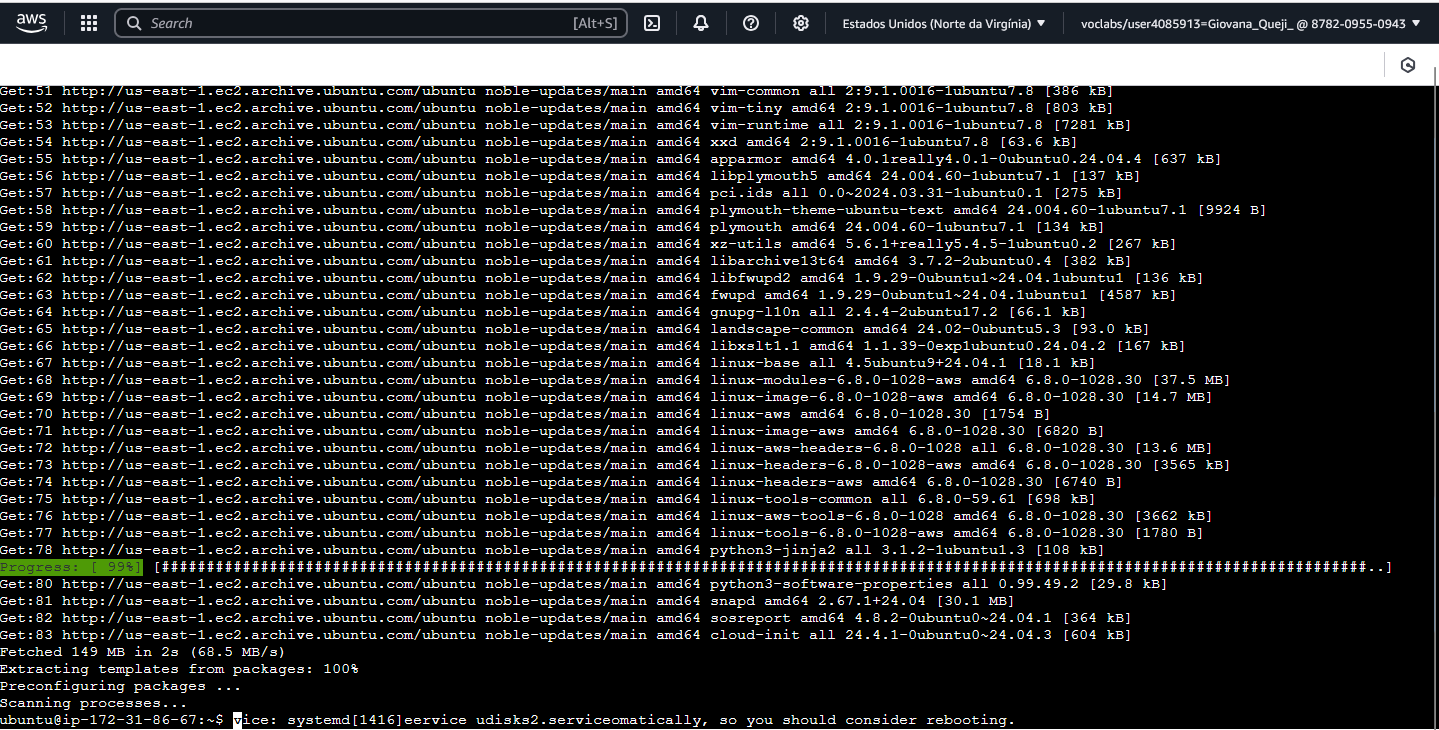 aws
Search [Alt+S]
Estados Unidos (Norte da Virgínia) ▼
voclabs/user4085913=Giovana_Queji_ @ 8782-0955-0943 ▼
Get:51 http://us-east-1.ec2.archive.ubuntu.com/ubuntu noble-updates/main amd64 vim-common all 2:9.1.0016-1ubuntu7.8 [386 kB]
Get:52 http://us-east-1.ec2.archive.ubuntu.com/ubuntu noble-updates/main amd64 vim-tiny amd64 2:9.1.0016-1ubuntu7.8 [803 kB]
Get:53 http://us-east-1.ec2.archive.ubuntu.com/ubuntu noble-updates/main amd64 vim-runtime all 2:9.1.0016-1ubuntu7.8 [7281 kB]
Get:54 http://us-east-1.ec2.archive.ubuntu.com/ubuntu noble-updates/main amd64 xxd amd64 2:9.1.0016-1ubuntu7.8 [63.6 kB]
Get:55 http://us-east-1.ec2.archive.ubuntu.com/ubuntu noble-updates/main amd64 apparmor amd64 4.0.1really4.0.1-0ubuntu0.24.04.4 [637 kB]
Get:56 http://us-east-1.ec2.archive.ubuntu.com/ubuntu noble-updates/main amd64 libplymouth5 amd64 24.004.60-1ubuntu7.1 [137 kB]
Get:57 http://us-east-1.ec2.archive.ubuntu.com/ubuntu noble-updates/main amd64 pci.ids all 0.0~2024.03.31-1ubuntu0.1 [275 kB]
Get:58 http://us-east-1.ec2.archive.ubuntu.com/ubuntu noble-updates/main amd64 plymouth-theme-ubuntu-text amd64 24.004.60-1ubuntu7.1 [9924 B]
Get:59 http://us-east-1.ec2.archive.ubuntu.com/ubuntu noble-updates/main amd64 plymouth amd64 24.004.60-1ubuntu7.1 [134 kB]
Get:60 http://us-east-1.ec2.archive.ubuntu.com/ubuntu noble-updates/main amd64 xz-utils amd64 5.6.1+really5.4.5-1ubuntu0.2 [267 kB]
Get:61 http://us-east-1.ec2.archive.ubuntu.com/ubuntu noble-updates/main amd64 libarchive13t64 amd64 3.7.2-2ubuntu0.4 [382 kB]
Get:62 http://us-east-1.ec2.archive.ubuntu.com/ubuntu noble-updates/main amd64 libfwupd2 amd64 1.9.29-0ubuntu1~24.04.1ubuntu1 [136 kB]
Get:63 http://us-east-1.ec2.archive.ubuntu.com/ubuntu noble-updates/main amd64 fwupd amd64 1.9.29-0ubuntu1~24.04.1ubuntu1 [4587 kB]
Get:64 http://us-east-1.ec2.archive.ubuntu.com/ubuntu noble-updates/main amd64 gnupg-l10n all 2.4.4-2ubuntu17.2 [66.1 kB]
Get:65 http://us-east-1.ec2.archive.ubuntu.com/ubuntu noble-updates/main amd64 landscape-common amd64 24.02-0ubuntu5.3 [93.0 kB]
Get:66 http://us-east-1.ec2.archive.ubuntu.com/ubuntu noble-updates/main amd64 libxslt1.1 amd64 1.1.39-0exp1ubuntu0.24.04.2 [167 kB]
Get:67 http://us-east-1.ec2.archive.ubuntu.com/ubuntu noble-updates/main amd64 linux-base all 4.5ubuntu9+24.04.1 [18.1 kB]
Get:68 http://us-east-1.ec2.archive.ubuntu.com/ubuntu noble-updates/main amd64 linux-modules-6.8.0-1028-aws amd64 6.8.0-1028.30 [37.5 MB]
Get:69 http://us-east-1.ec2.archive.ubuntu.com/ubuntu noble-updates/main amd64 linux-image-6.8.0-1028-aws amd64 6.8.0-1028.30 [14.7 MB]
Get:70 http://us-east-1.ec2.archive.ubuntu.com/ubuntu noble-updates/main amd64 linux-aws amd64 6.8.0-1028.30 [1754 B]
Get:71 http://us-east-1.ec2.archive.ubuntu.com/ubuntu noble-updates/main amd64 linux-image-aws amd64 6.8.0-1028.30 [6820 B]
Get:72 http://us-east-1.ec2.archive.ubuntu.com/ubuntu noble-updates/main amd64 linux-aws-headers-6.8.0-1028 all 6.8.0-1028.30 [13.6 MB]
Get:73 http://us-east-1.ec2.archive.ubuntu.com/ubuntu noble-updates/main amd64 linux-headers-6.8.0-1028-aws amd64 6.8.0-1028.30 [3565 kB]
Get:74 http://us-east-1.ec2.archive.ubuntu.com/ubuntu noble-updates/main amd64 linux-headers-aws amd64 6.8.0-1028.30 [6740 B]
Get:75 http://us-east-1.ec2.archive.ubuntu.com/ubuntu noble-updates/main amd64 linux-tools-common all 6.8.0-59.61 [698 kB]
Get:76 http://us-east-1.ec2.archive.ubuntu.com/ubuntu noble-updates/main amd64 linux-aws-tools-6.8.0-1028 amd64 6.8.0-1028.30 [3662 kB]
Get:77 http://us-east-1.ec2.archive.ubuntu.com/ubuntu noble-updates/main amd64 linux-tools-6.8.0-1028-aws amd64 6.8.0-1028.30 [1780 B]
Get:78 http://us-east-1.ec2.archive.ubuntu.com/ubuntu noble-updates/main amd64 python3-jinja2 all 3.1.2-1ubuntu1.3 [108 kB]
Progress: [ 99%] [######################################################################################################################################..]
Get:80 http://us-east-1.ec2.archive.ubuntu.com/ubuntu noble-updates/main amd64 python3-software-properties all 0.99.49.2 [29.8 kB]
Get:81 http://us-east-1.ec2.archive.ubuntu.com/ubuntu noble-updates/main amd64 snapd amd64 2.67.1+24.04 [30.1 MB]
Get:82 http://us-east-1.ec2.archive.ubuntu.com/ubuntu noble-updates/main amd64 sosreport amd64 4.8.2-0ubuntu0~24.04.1 [364 kB]
Get:83 http://us-east-1.ec2.archive.ubuntu.com/ubuntu noble-updates/main amd64 cloud-init all 24.4.1-0ubuntu0~24.04.3 [604 kB]
Fetched 149 MB in 2s (68.5 MB/s)
Extracting templates from packages: 100%
Preconfiguring packages ...
Scanning processes...
ubuntu@ip-172-31-86-67:~$ vice: systemd[1416]eervice udisks2.serviceomatically, so you should consider rebooting.